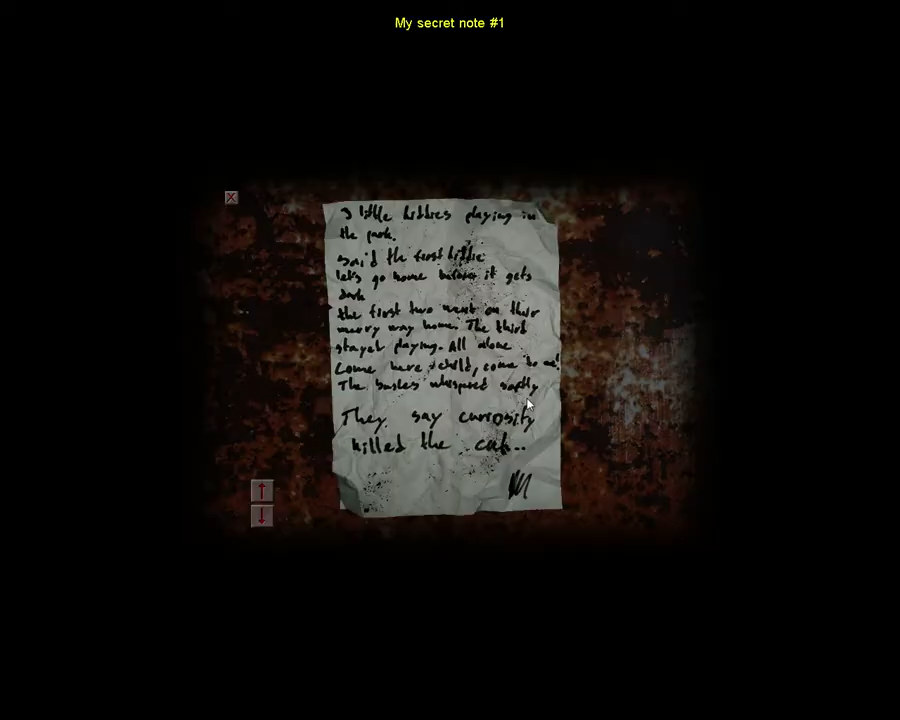 My secret note #1
3 little kiddies playing in
the park.
Said the first kiddie
let's go home before it gets
dark
the first two went on their
merry way home. The third
stayed playing. All alone
Come here child, come to me!
The bushes whispered softly
They say curiosity
killed the cat...